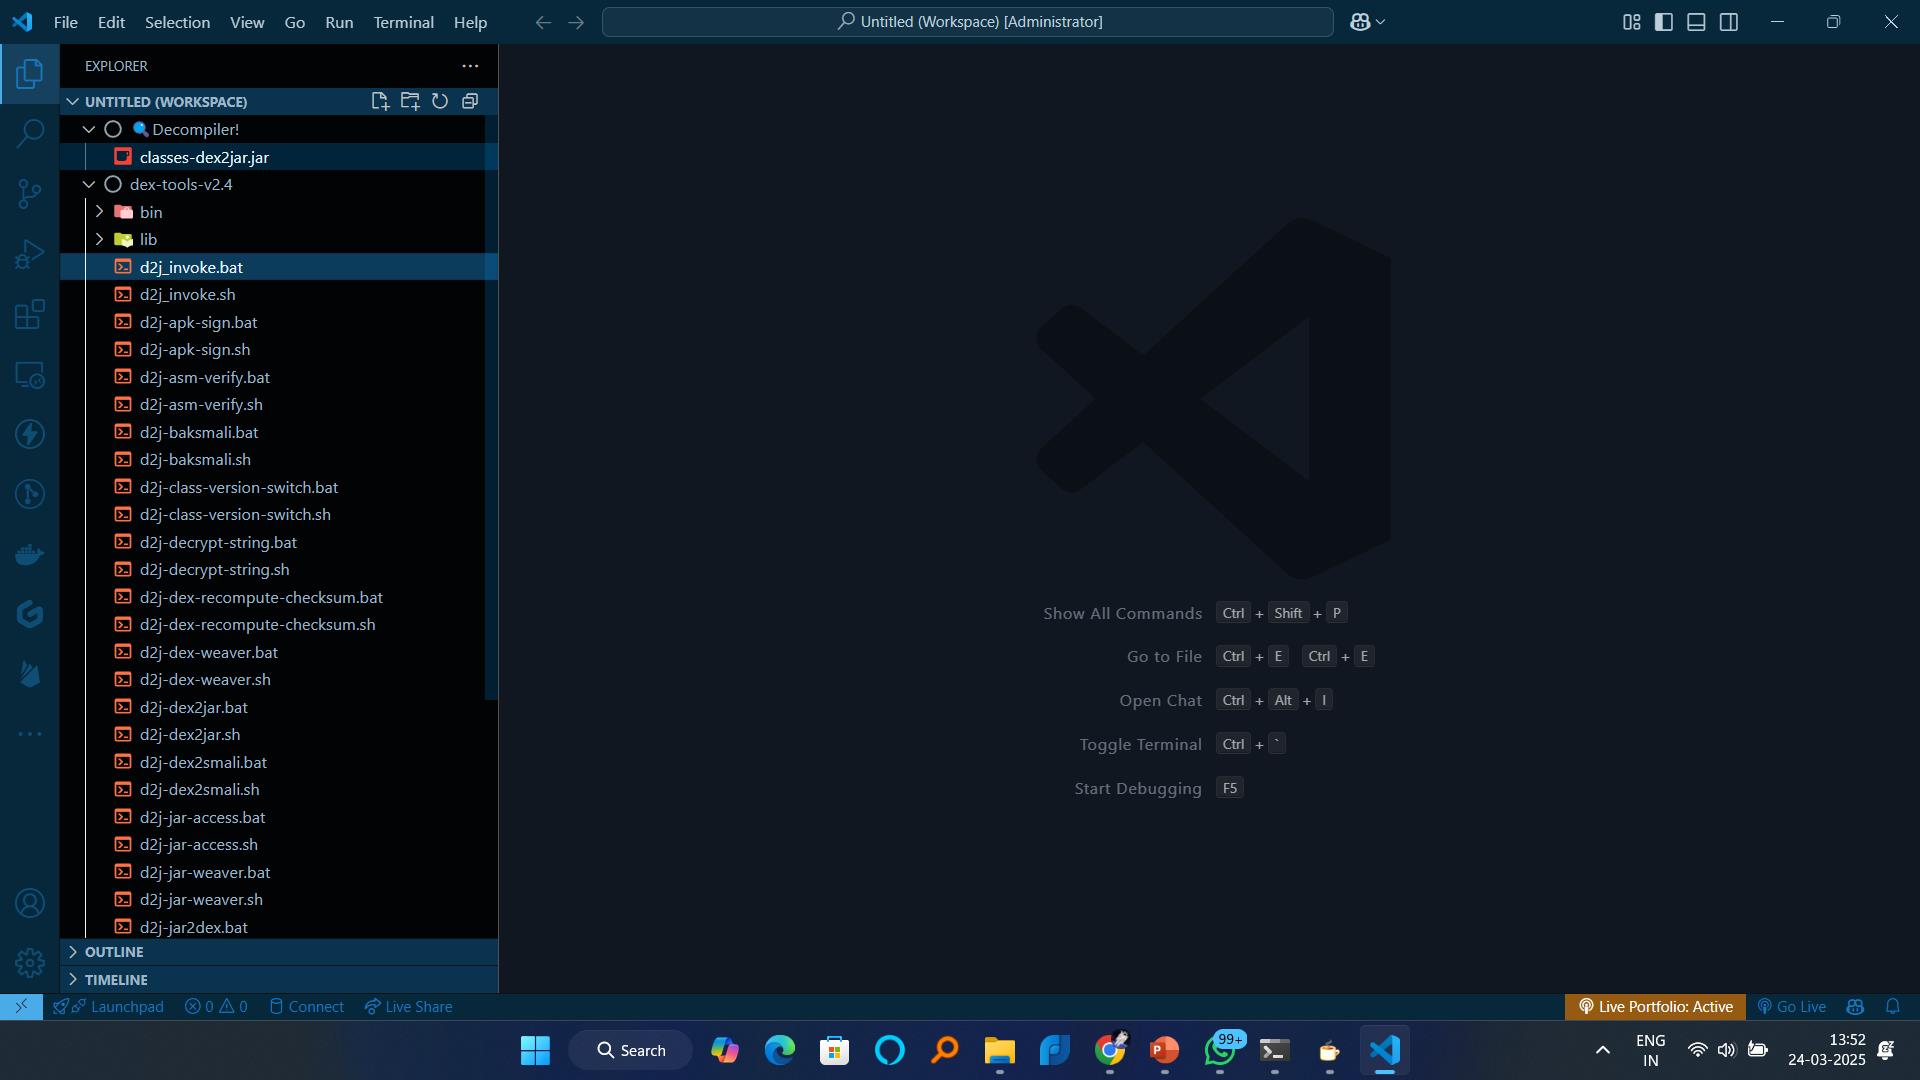 File Edit Selection View Go Run Terminal Help
Untitled (Workspace) [Administrator]
EXPLORER
UNTITLED (WORKSPACE)
Decompiler!
classes-dex2jar.jar
dex-tools-v2.4
bin
lib
d2j_invoke.bat
d2j_invoke.sh
d2j-apk-sign.bat
d2j-apk-sign.sh
d2j-asm-verify.bat
d2j-asm-verify.sh
d2j-baksmali.bat
d2j-baksmali.sh
d2j-class-version-switch.bat
d2j-class-version-switch.sh
d2j-decrypt-string.bat
d2j-decrypt-string.sh
d2j-dex-recompute-checksum.bat
d2j-dex-recompute-checksum.sh
d2j-dex-weaver.bat
d2j-dex-weaver.sh
d2j-dex2jar.bat
d2j-dex2jar.sh
d2j-dex2smali.bat
d2j-dex2smali.sh
d2j-jar-access.bat
d2j-jar-access.sh
d2j-jar-weaver.bat
d2j-jar-weaver.sh
d2j-jar2dex.bat
OUTLINE
TIMELINE
Show All Commands Ctrl + Shift + P
Go to File Ctrl + E Ctrl + E
Open Chat Ctrl + Alt + I
Toggle Terminal Ctrl + `
Start Debugging F5
Launchpad 0 0 Connect Live Share
Live Portfolio: Active Go Live
Search
99+
ENG
IN
13:52
24-03-2025